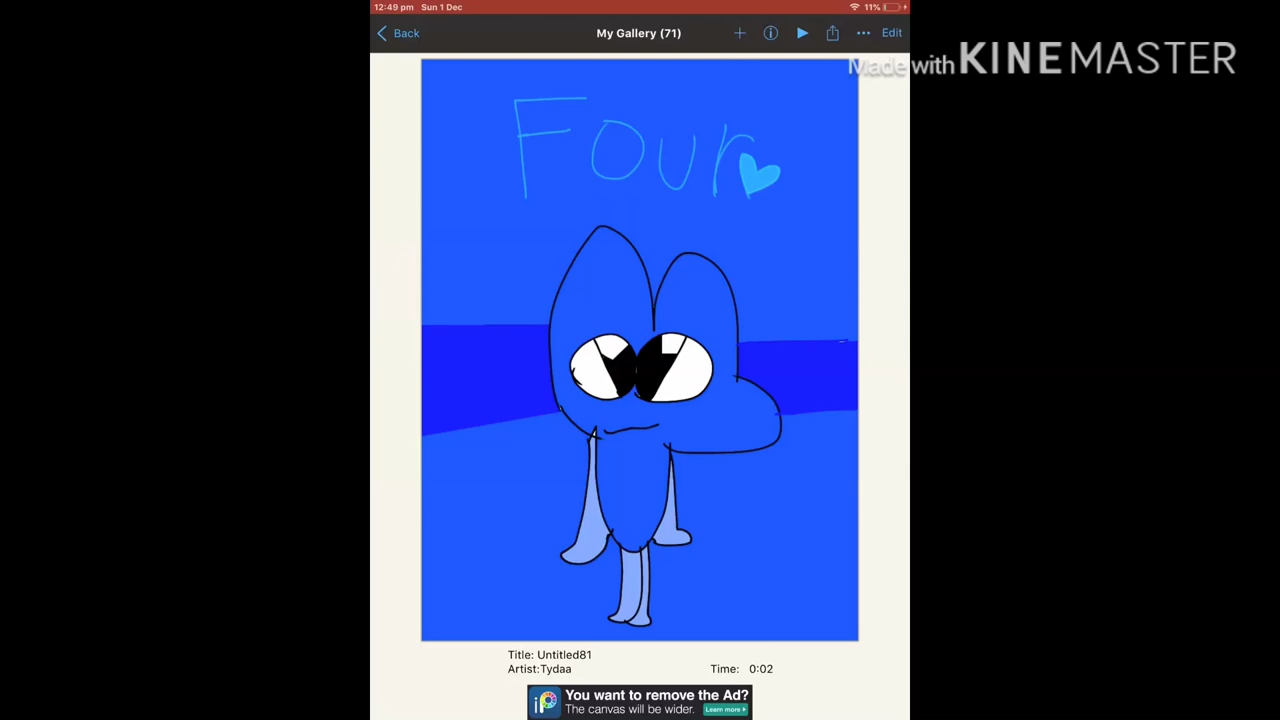 12:49 pm Sun 1 Dec 11%
Back My Gallery (71) Edit
Made with KINEMASTER
Four
Title: Untitled81
Artist:Tydaa Time: 0:02
You want to remove the Ad?
The canvas will be wider. Learn more
iP